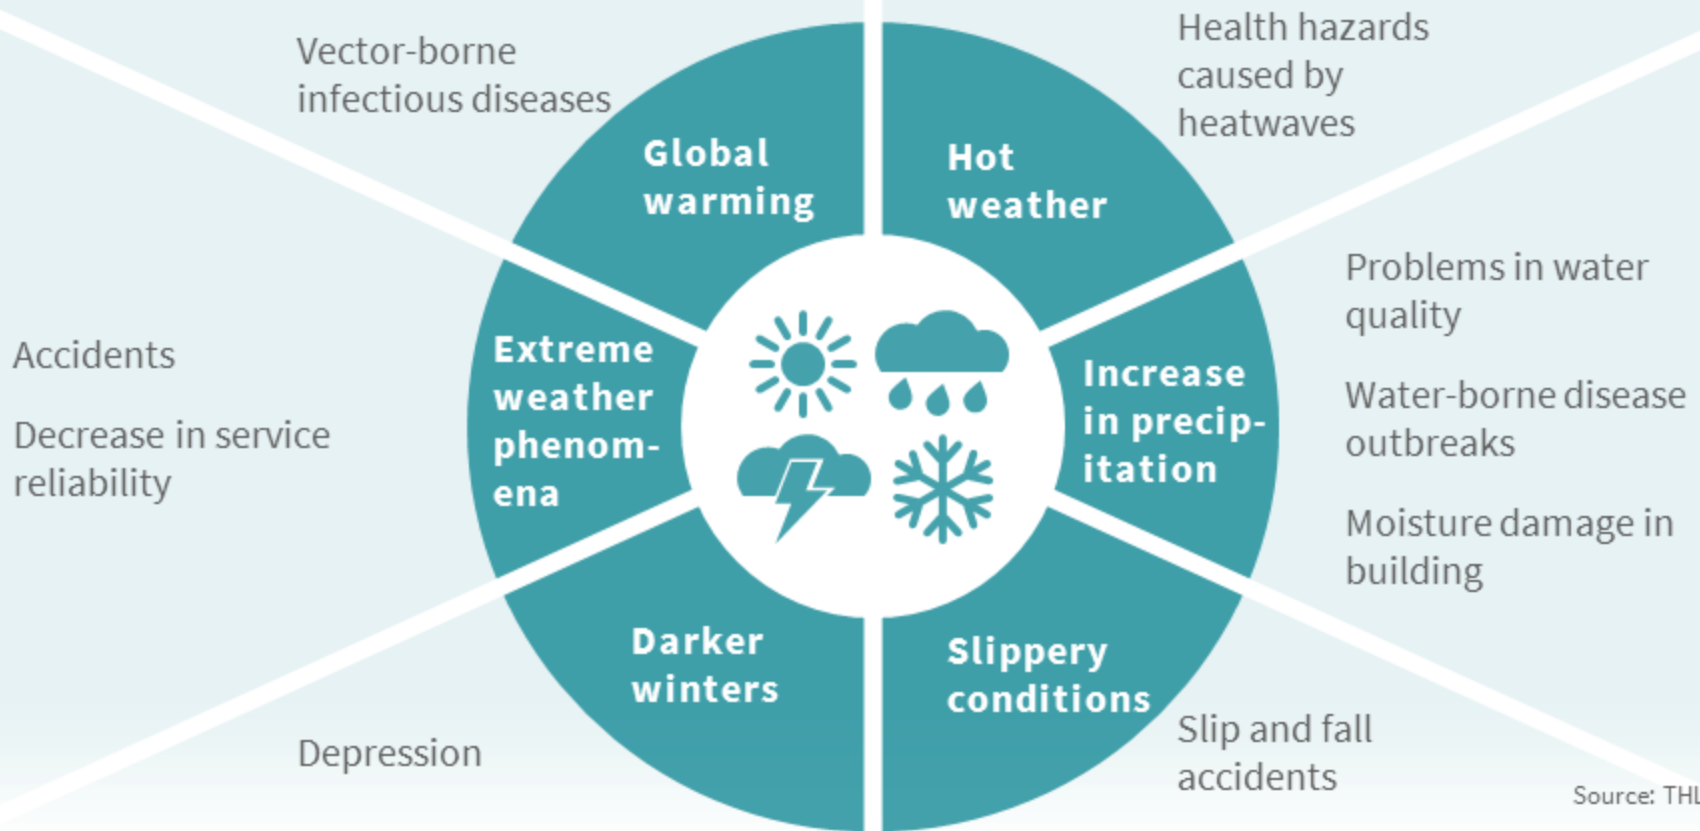 Vector-borne
infectious diseases
Global
warming
Hot
weather
Health hazards
caused by
heatwaves
Accidents
Decrease in service
reliability
Extreme
weather
phenom-
ena
Increase
in precip-
itation
Problems in water
quality
Water-borne disease
outbreaks
Moisture damage in
building
Darker
winters
Depression
Slippery
conditions
Slip and fall
accidents
Source: THL